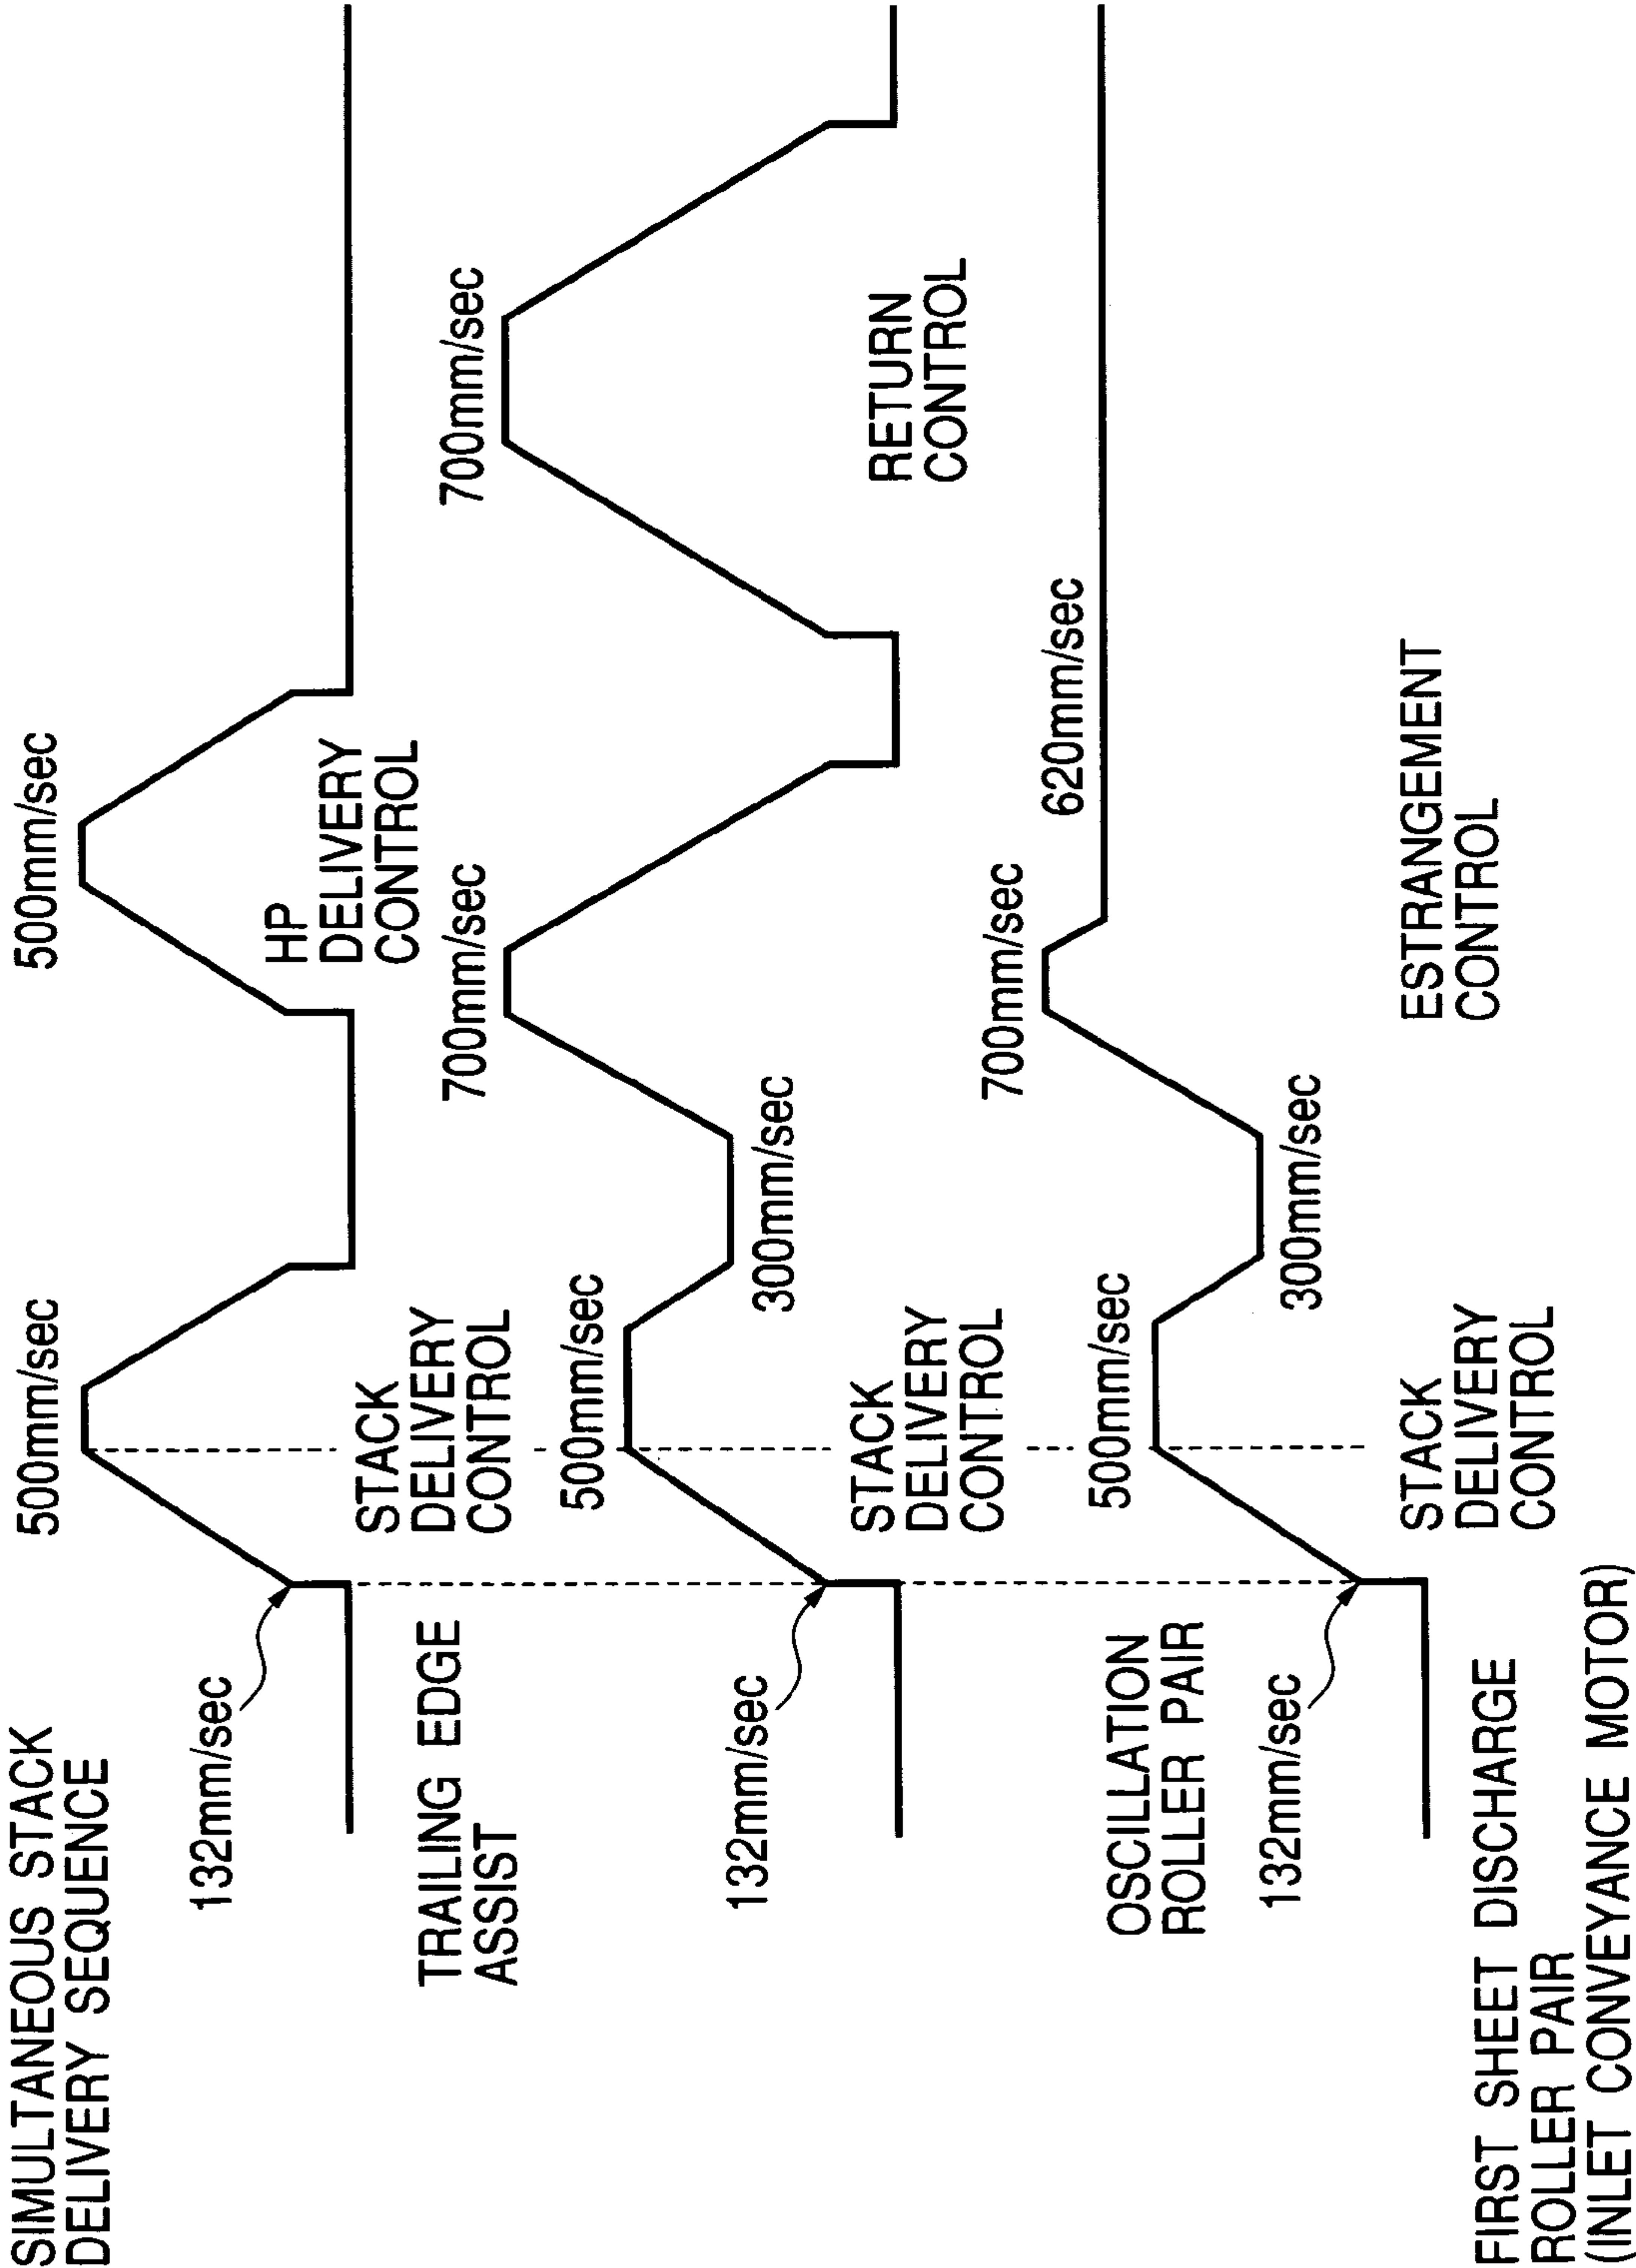 SIMULTANEOUS STACK
DELIVERY SEQUENCE
500mm/sec
500mm/sec
132mm/sec
HP
DELIVERY
CONTROL
STACK
DELIVERY
CONTROL
TRAILING EDGE
ASSIST
700mm/sec
700mm/sec
500mm/sec
300mm/sec
132mm/sec
STACK
DELIVERY
CONTROL
RETURN
CONTROL
OSCILLATION
ROLLER PAIR
700mm/sec
620mm/sec
500mm/sec
300mm/sec
132mm/sec
STACK
DELIVERY
CONTROL
ESTRANGEMENT
CONTROL
FIRST SHEET DISCHARGE
ROLLER PAIR
(INLET CONVEYANCE MOTOR)